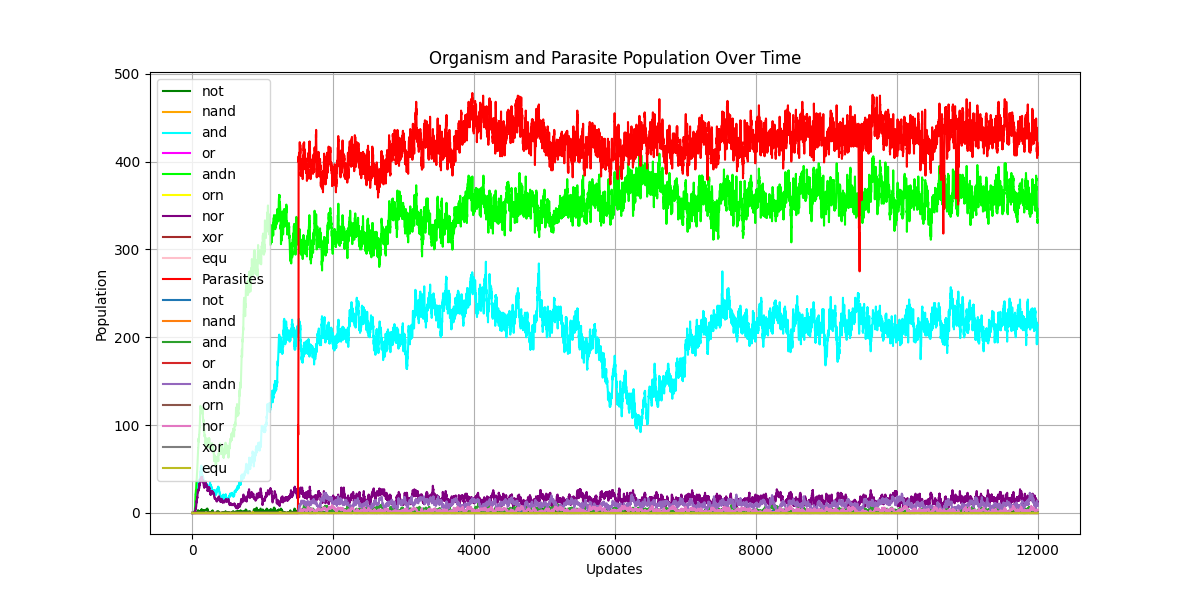 Organism and Parasite Population Over Time
500
400
300
200
100
0
Population
not
nand
and
or
andn
orn
nor
xor
equ
Parasites
not
nand
and
or
andn
orn
nor
xor
equ
0 2000 4000 6000 8000 10000 12000
Updates